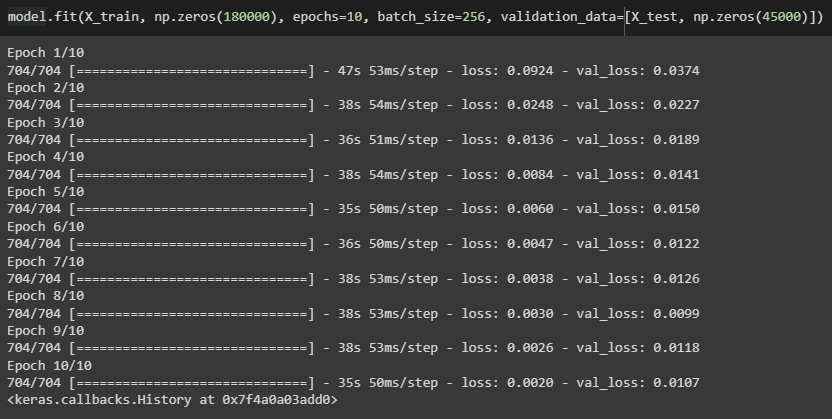 model.fit(X_train, np.zeros(180000), epochs=10, batch_size=256, validation_data=[X_test, np.zeros(45000)])
Epoch 1/10
704/704 [==============================] - 47s 53ms/step - loss: 0.0924 - val_loss: 0.0374
Epoch 2/10
704/704 [==============================] - 38s 54ms/step - loss: 0.0248 - val_loss: 0.0227
Epoch 3/10
704/704 [==============================] - 36s 51ms/step - loss: 0.0136 - val_loss: 0.0189
Epoch 4/10
704/704 [==============================] - 38s 54ms/step - loss: 0.0084 - val_loss: 0.0141
Epoch 5/10
704/704 [==============================] - 35s 50ms/step - loss: 0.0060 - val_loss: 0.0150
Epoch 6/10
704/704 [==============================] - 36s 50ms/step - loss: 0.0047 - val_loss: 0.0122
Epoch 7/10
704/704 [==============================] - 38s 53ms/step - loss: 0.0038 - val_loss: 0.0126
Epoch 8/10
704/704 [==============================] - 38s 53ms/step - loss: 0.0030 - val_loss: 0.0099
Epoch 9/10
704/704 [==============================] - 38s 53ms/step - loss: 0.0026 - val_loss: 0.0118
Epoch 10/10
704/704 [==============================] - 35s 50ms/step - loss: 0.0020 - val_loss: 0.0107
<keras.callbacks.History at 0x7f4a0a03add0>